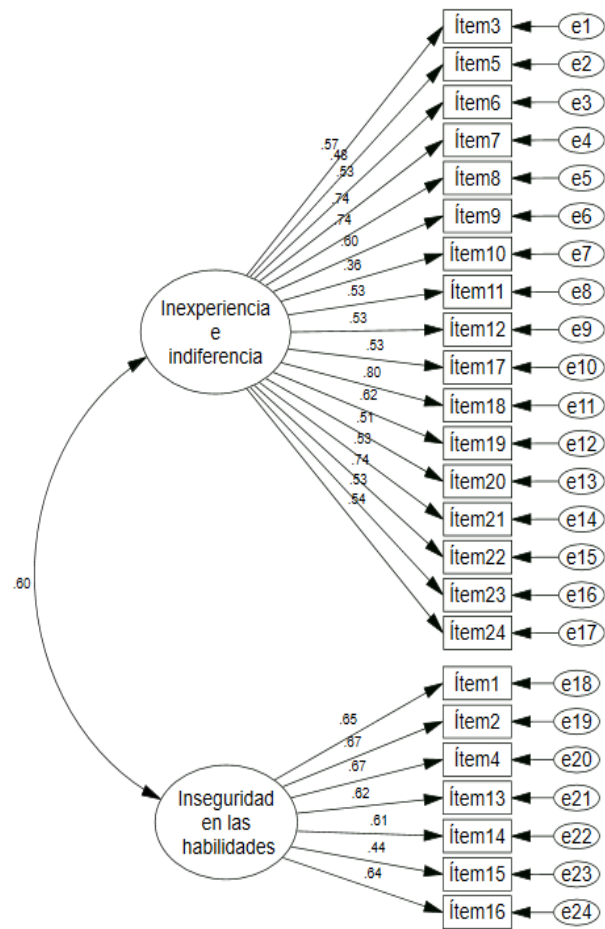 Ítem3 e1
Ítem5 e2
Ítem6 e3
Ítem7 e4
Ítem8 e5
Ítem9 e6
Ítem10 e7
Ítem11 e8
Ítem12 e9
Ítem17 e10
Ítem18 e11
Ítem19 e12
Ítem20 e13
Ítem21 e14
Ítem22 e15
Ítem23 e16
Ítem24 e17
.57
.48
.53
.74
.74
.60
.36
.53
.53
.53
.80
.62
.51
.53
.74
.53
.54
Inexperiencia
e
indiferencia
.60
Ítem1 e18
Ítem2 e19
Ítem4 e20
Ítem13 e21
Ítem14 e22
Ítem15 e23
Ítem16 e24
.65
.67
.67
.62
.61
.44
.64
Inseguridad
en las
habilidades